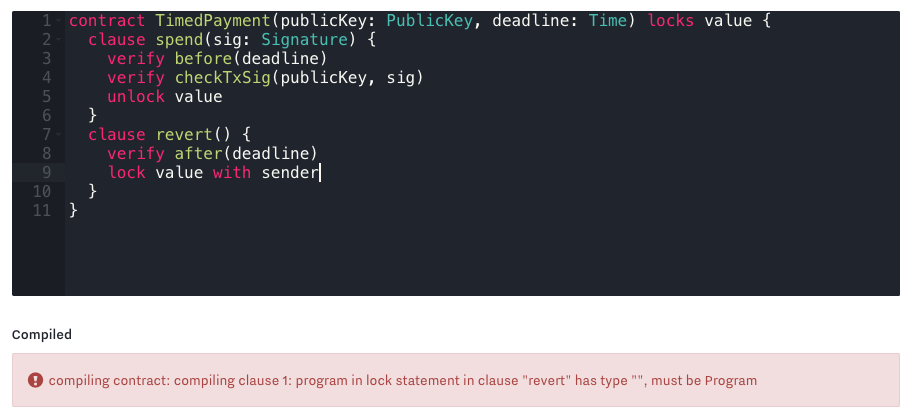 1 contract TimedPayment(publicKey: PublicKey, deadline: Time) locks value {
2 clause spend(sig: Signature) {
3 verify before(deadline)
4 verify checkTxSig(publicKey, sig)
5 unlock value
6 }
7 clause revert() {
8 verify after(deadline)
9 lock value with sender
10 }
11 }
Compiled
compiling contract: compiling clause 1: program in lock statement in clause "revert" has type "", must be Program